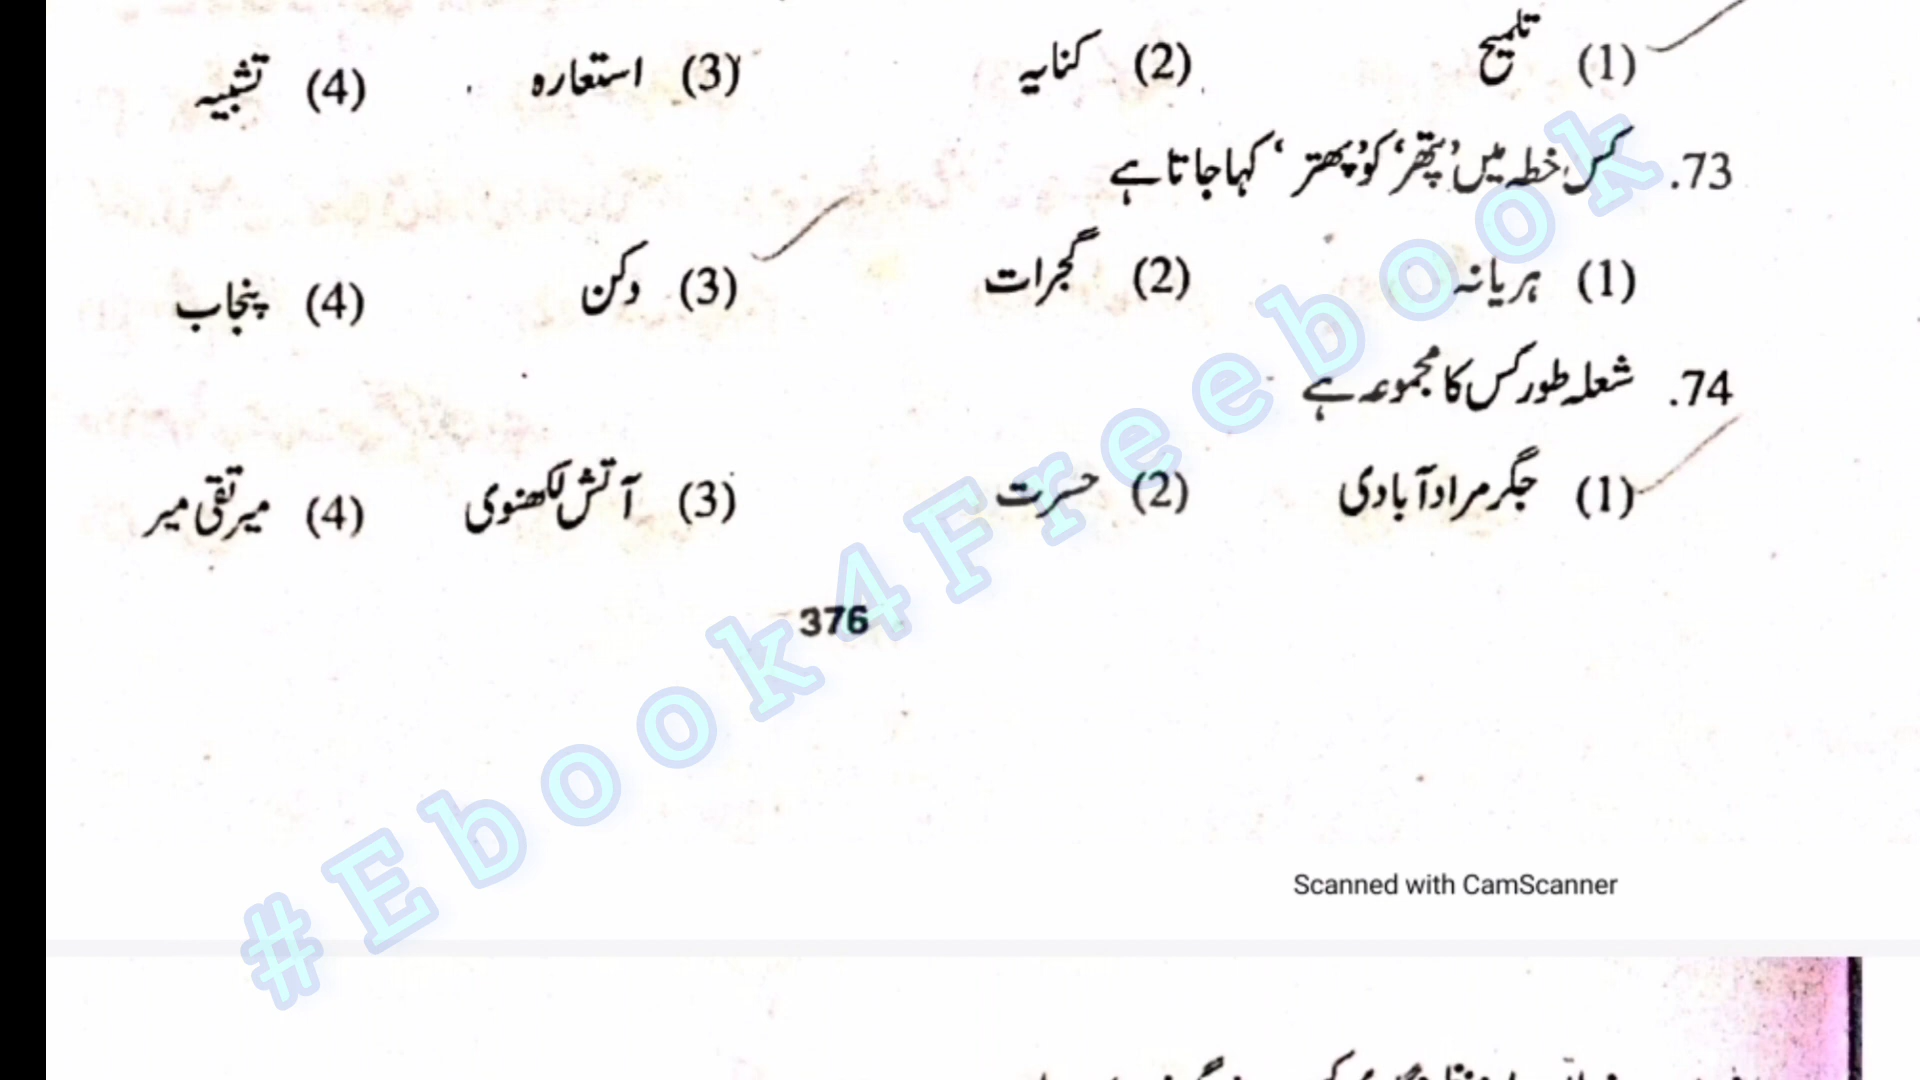 (1) تلمیح (2) کنایہ (3) استعارہ (4) تشبیہ
73. کس خطہ میں 'پتھر' کو 'پھتر' کہا جاتا ہے
(1) ہریانہ (2) گجرات (3) دکن (4) پنجاب
74. شعلہ طور کس کا مجموعہ ہے
(1) جگر مرادآبادی (2) حسرت (3) آتش لکھنوی (4) میر تقی میر
376
#Ebook4Freebook
Scanned with CamScanner